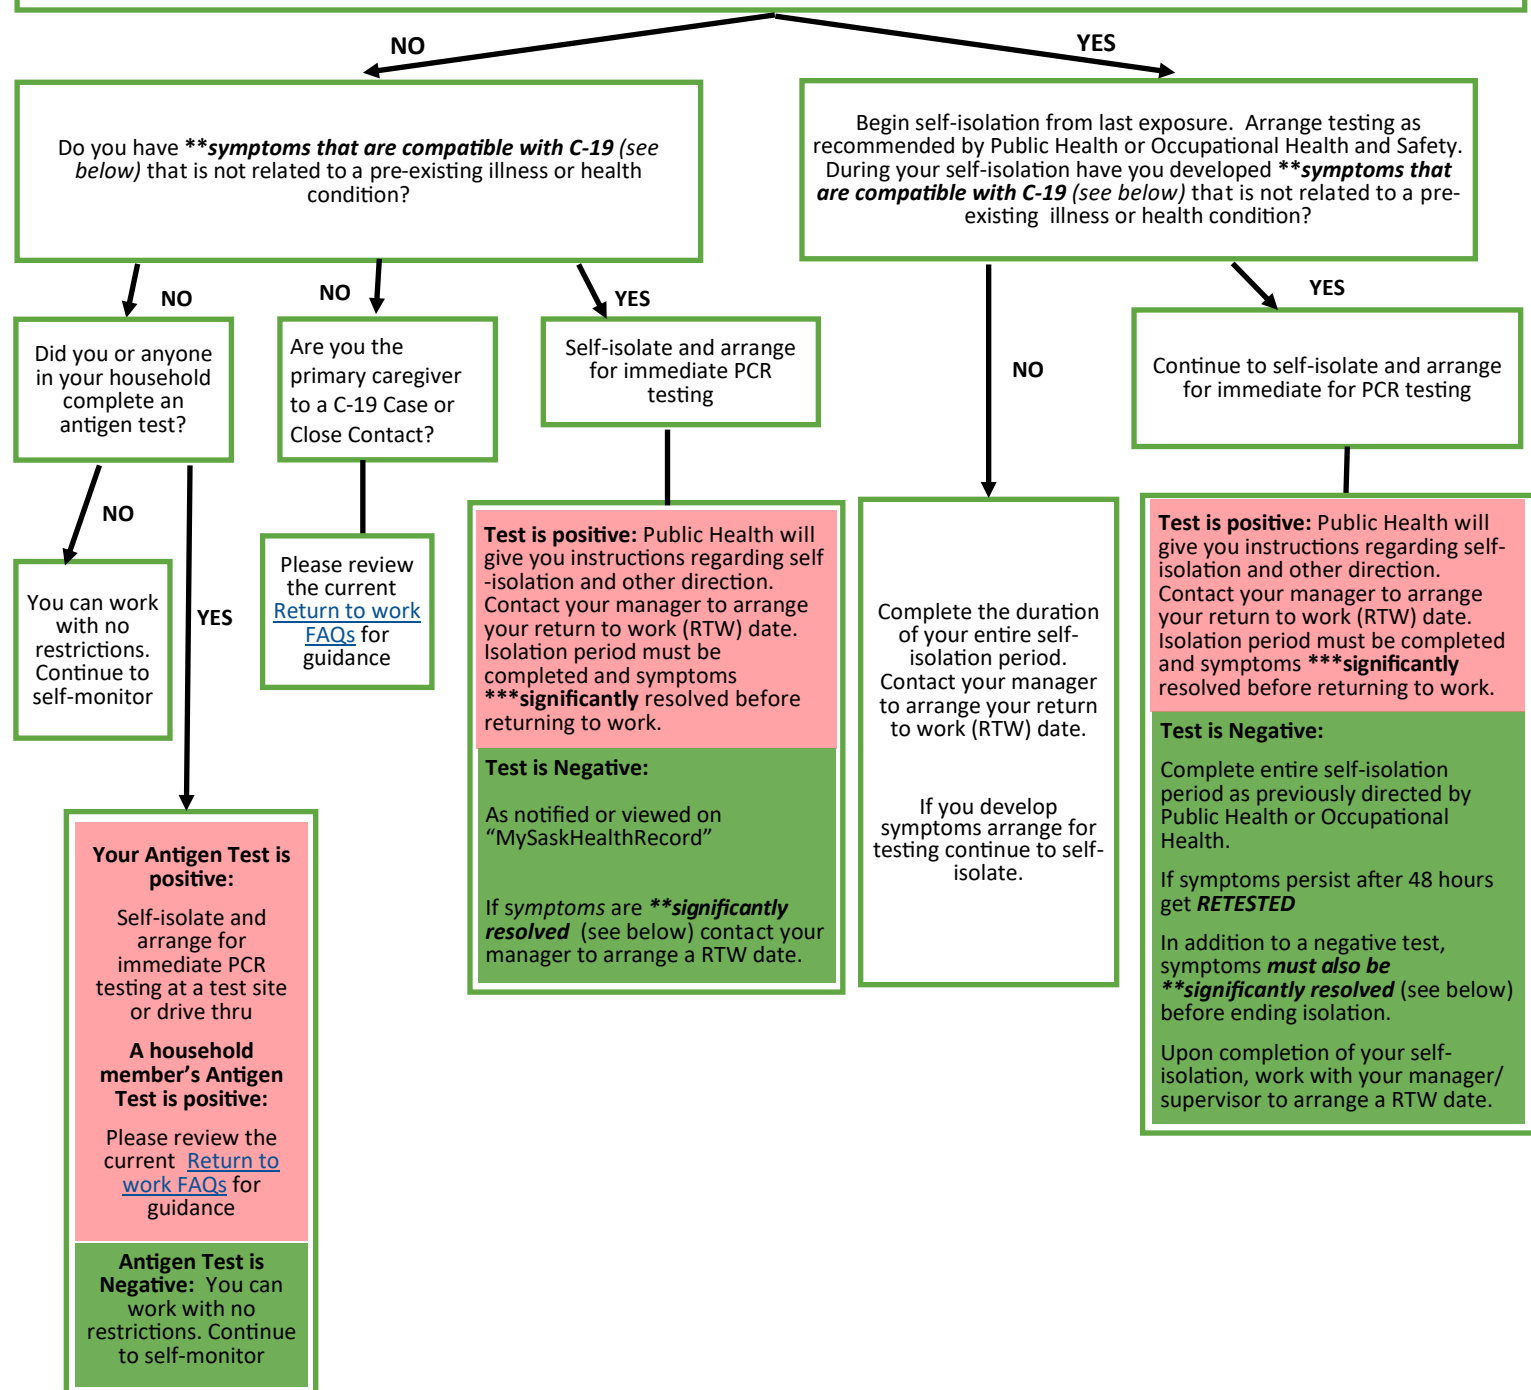 NO
YES
Do you have **symptoms that are compatible with C-19 (see
below) that is not related to a pre-existing illness or health
condition?
Begin self-isolation from last exposure.  Arrange testing as
recommended by Public Health or Occupational Health and Safety.
During your self-isolation have you developed **symptoms that
are compatible with C-19 (see below) that is not related to a pre-
existing  illness or health condition?
NO
NO
YES
NO
YES
Did you or anyone
in your household
complete an
antigen test?
Are you the
primary caregiver
to a C-19 Case or
Close Contact?
Self-isolate and arrange
for immediate PCR
testing
Continue to self-isolate and arrange
for immediate for PCR testing
NO
YES
You can work
with no
restrictions.
Continue to
self-monitor
Please review
the current
Return to work
FAQs for
guidance
Test is positive: Public Health will
give you instructions regarding self
-isolation and other direction.
Contact your manager to arrange
your return to work (RTW) date.
Isolation period must be
completed and symptoms
***significantly resolved before
returning to work.
Test is Negative:
As notified or viewed on
“MySaskHealthRecord”
If symptoms are **significantly
resolved  (see below) contact your
manager to arrange a RTW date.
Complete the duration
of your entire self-
isolation period.
Contact your manager
to arrange your return
to work (RTW) date.
If you develop
symptoms arrange for
testing continue to self-
isolate.
Test is positive: Public Health will
give you instructions regarding self-
isolation and other direction.
Contact your manager to arrange
your return to work (RTW) date.
Isolation period must be completed
and symptoms ***significantly
resolved before returning to work.
Test is Negative:
Complete entire self-isolation
period as previously directed by
Public Health or Occupational
Health.
If symptoms persist after 48 hours
get RETESTED
In addition to a negative test,
symptoms must also be
**significantly resolved (see below)
before ending isolation.
Upon completion of your self-
isolation, work with your manager/
supervisor to arrange a RTW date.
Your Antigen Test is
positive:
Self-isolate and
arrange for
immediate PCR
testing at a test site
or drive thru
A household
member’s Antigen
Test is positive:
Please review the
current  Return to
work FAQs for
guidance
Antigen Test is
Negative:  You can
work with no
restrictions. Continue
to self-monitor